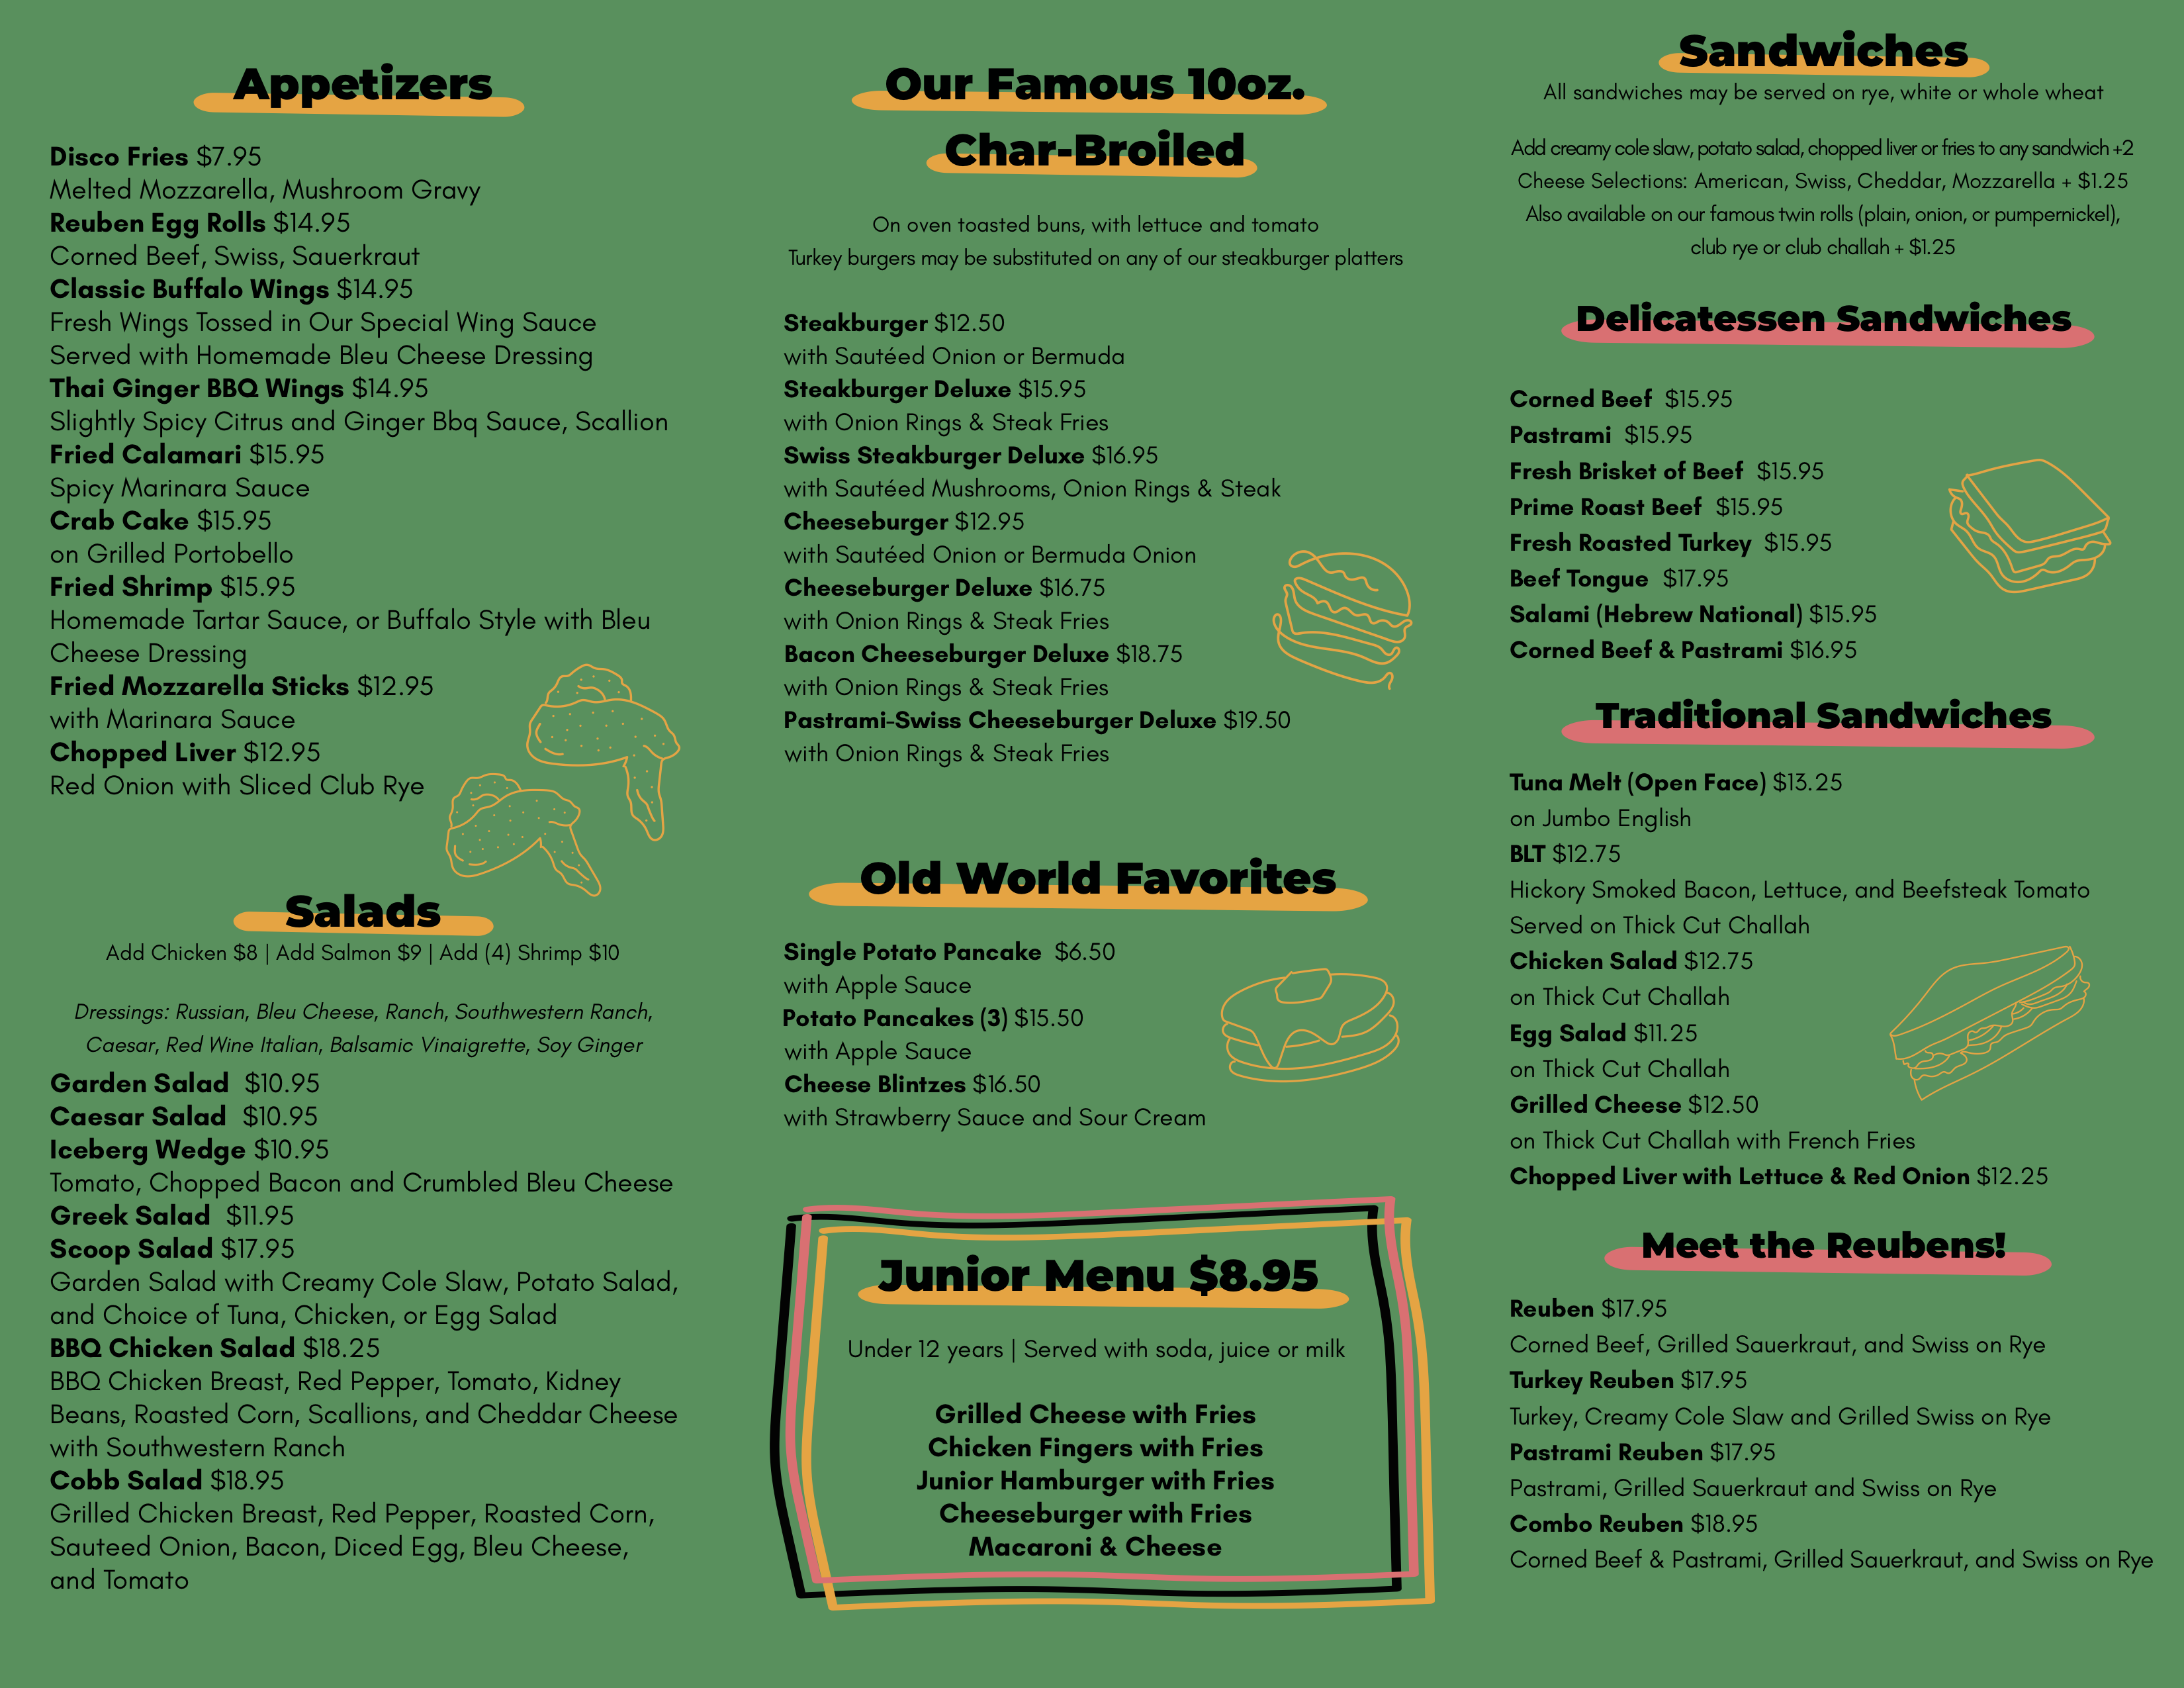 Appetizers
Disco Fries $7.95
Melted Mozzarella, Mushroom Gravy
Reuben Egg Rolls $14.95
Corned Beef, Swiss, Sauerkraut
Classic Buffalo Wings $14.95
Fresh Wings Tossed in Our Special Wing Sauce
Served with Homemade Bleu Cheese Dressing
Thai Ginger BBQ Wings $14.95
Slightly Spicy Citrus and Ginger Bbq Sauce, Scallion
Fried Calamari $15.95
Spicy Marinara Sauce
Crab Cake $15.95
on Grilled Portobello
Fried Shrimp $15.95
Homemade Tartar Sauce, or Buffalo Style with Bleu
Cheese Dressing
Fried Mozzarella Sticks $12.95
with Marinara Sauce
Chopped Liver $12.95
Red Onion with Sliced Club Rye
Salads
Add Chicken $8 | Add Salmon $9 | Add (4) Shrimp $10
Dressings: Russian, Bleu Cheese, Ranch, Southwestern Ranch,
Caesar, Red Wine Italian, Balsamic Vinaigrette, Soy Ginger
Garden Salad $10.95
Caesar Salad $10.95
Iceberg Wedge $10.95
Tomato, Chopped Bacon and Crumbled Bleu Cheese
Greek Salad $11.95
Scoop Salad $17.95
Garden Salad with Creamy Cole Slaw, Potato Salad,
and Choice of Tuna, Chicken, or Egg Salad
BBQ Chicken Salad $18.25
BBQ Chicken Breast, Red Pepper, Tomato, Kidney
Beans, Roasted Corn, Scallions, and Cheddar Cheese
with Southwestern Ranch
Cobb Salad $18.95
Grilled Chicken Breast, Red Pepper, Roasted Corn,
Sauteed Onion, Bacon, Diced Egg, Bleu Cheese,
and Tomato
Our Famous 10oz.
Char-Broiled
On oven toasted buns, with lettuce and tomato
Turkey burgers may be substituted on any of our steakburger platters
Steakburger $12.50
with Sautéed Onion or Bermuda
Steakburger Deluxe $15.95
with Onion Rings & Steak Fries
Swiss Steakburger Deluxe $16.95
with Sautéed Mushrooms, Onion Rings & Steak
Cheeseburger $12.95
with Sautéed Onion or Bermuda Onion
Cheeseburger Deluxe $16.75
with Onion Rings & Steak Fries
Bacon Cheeseburger Deluxe $18.75
with Onion Rings & Steak Fries
Pastrami-Swiss Cheeseburger Deluxe $19.50
with Onion Rings & Steak Fries
Old World Favorites
Single Potato Pancake $6.50
with Apple Sauce
Potato Pancakes (3) $15.50
with Apple Sauce
Cheese Blintzes $16.50
with Strawberry Sauce and Sour Cream
Junior Menu $8.95
Under 12 years | Served with soda, juice or milk
Grilled Cheese with Fries
Chicken Fingers with Fries
Junior Hamburger with Fries
Cheeseburger with Fries
Macaroni & Cheese
Sandwiches
All sandwiches may be served on rye, white or whole wheat
Add creamy cole slaw, potato salad, chopped liver or fries to any sandwich +2
Cheese Selections: American, Swiss, Cheddar, Mozzarella + $1.25
Also available on our famous twin rolls (plain, onion, or pumpernickel),
club rye or club challah + $1.25
Delicatessen Sandwiches
Corned Beef $15.95
Pastrami $15.95
Fresh Brisket of Beef $15.95
Prime Roast Beef $15.95
Fresh Roasted Turkey $15.95
Beef Tongue $17.95
Salami (Hebrew National) $15.95
Corned Beef & Pastrami $16.95
Traditional Sandwiches
Tuna Melt (Open Face) $13.25
on Jumbo English
BLT $12.75
Hickory Smoked Bacon, Lettuce, and Beefsteak Tomato
Served on Thick Cut Challah
Chicken Salad $12.75
on Thick Cut Challah
Egg Salad $11.25
on Thick Cut Challah
Grilled Cheese $12.50
on Thick Cut Challah with French Fries
Chopped Liver with Lettuce & Red Onion $12.25
Meet the Reubens!
Reuben $17.95
Corned Beef, Grilled Sauerkraut, and Swiss on Rye
Turkey Reuben $17.95
Turkey, Creamy Cole Slaw and Grilled Swiss on Rye
Pastrami Reuben $17.95
Pastrami, Grilled Sauerkraut and Swiss on Rye
Combo Reuben $18.95
Corned Beef & Pastrami, Grilled Sauerkraut, and Swiss on Rye